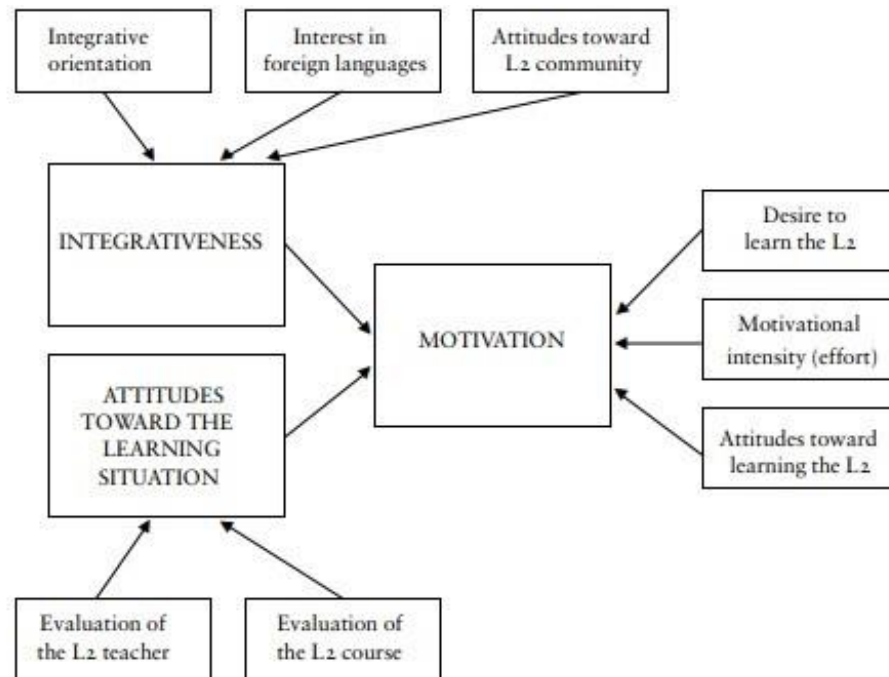 Integrative
orientation
Interest in
foreign languages
Attitudes toward
L2 community
INTEGRATIVENESS
Desire to
learn the L2
MOTIVATION
Motivational
intensity (effort)
ATTITUDES
TOWARD THE
LEARNING
SITUATION
Attitudes toward
learning the L2
Evaluation of
the L2 teacher
Evaluation of
the L2 course